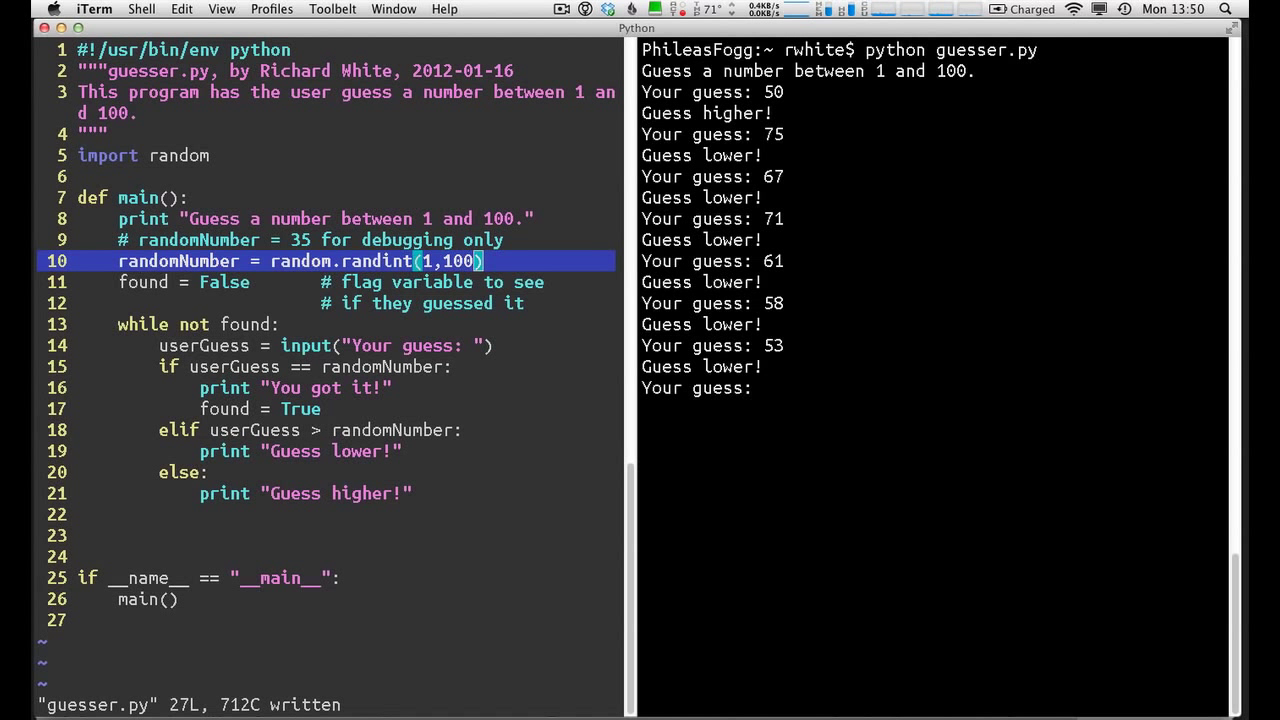 iTerm Shell Edit View Profiles Toolbelt Window Help 71° 0.4KB/s 0.0KB/s Charged Mon 13:50
Python
1 #!/usr/bin/env python
2 """guesser.py, by Richard White, 2012-01-16
3 This program has the user guess a number between 1 an
d 100.
4 """
5 import random
6
7 def main():
8     print "Guess a number between 1 and 100."
9     # randomNumber = 35 for debugging only
10     randomNumber = random.randint(1,100)
11     found = False       # flag variable to see
12                         # if they guessed it
13     while not found:
14         userGuess = input("Your guess: ")
15         if userGuess == randomNumber:
16             print "You got it!"
17             found = True
18         elif userGuess > randomNumber:
19             print "Guess lower!"
20         else:
21             print "Guess higher!"
22
23
24
25 if __name__ == "__main__":
26     main()
27
~
~
~
"guesser.py" 27L, 712C written
PhileasFogg:~ rwhite$ python guesser.py
Guess a number between 1 and 100.
Your guess: 50
Guess higher!
Your guess: 75
Guess lower!
Your guess: 67
Guess lower!
Your guess: 71
Guess lower!
Your guess: 61
Guess lower!
Your guess: 58
Guess lower!
Your guess: 53
Guess lower!
Your guess: